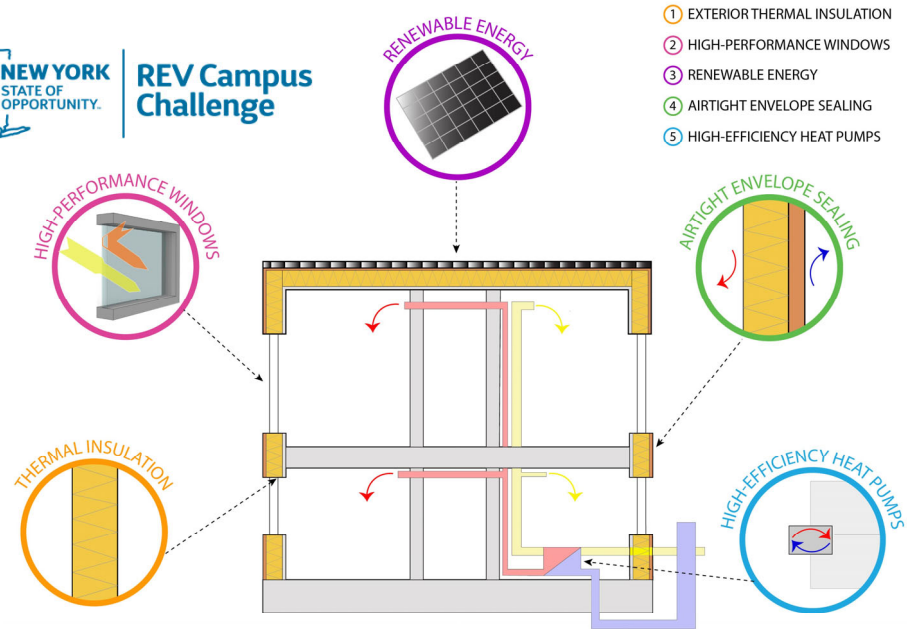 NEW YORK
STATE OF
OPPORTUNITY.
REV Campus
Challenge
RENEWABLE ENERGY
1 EXTERIOR THERMAL INSULATION
2 HIGH-PERFORMANCE WINDOWS
3 RENEWABLE ENERGY
4 AIRTIGHT ENVELOPE SEALING
5 HIGH-EFFICIENCY HEAT PUMPS
HIGH-PERFORMANCE WINDOWS
AIRTIGHT ENVELOPE SEALING
THERMAL INSULATION
HIGH-EFFICIENCY HEAT PUMPS